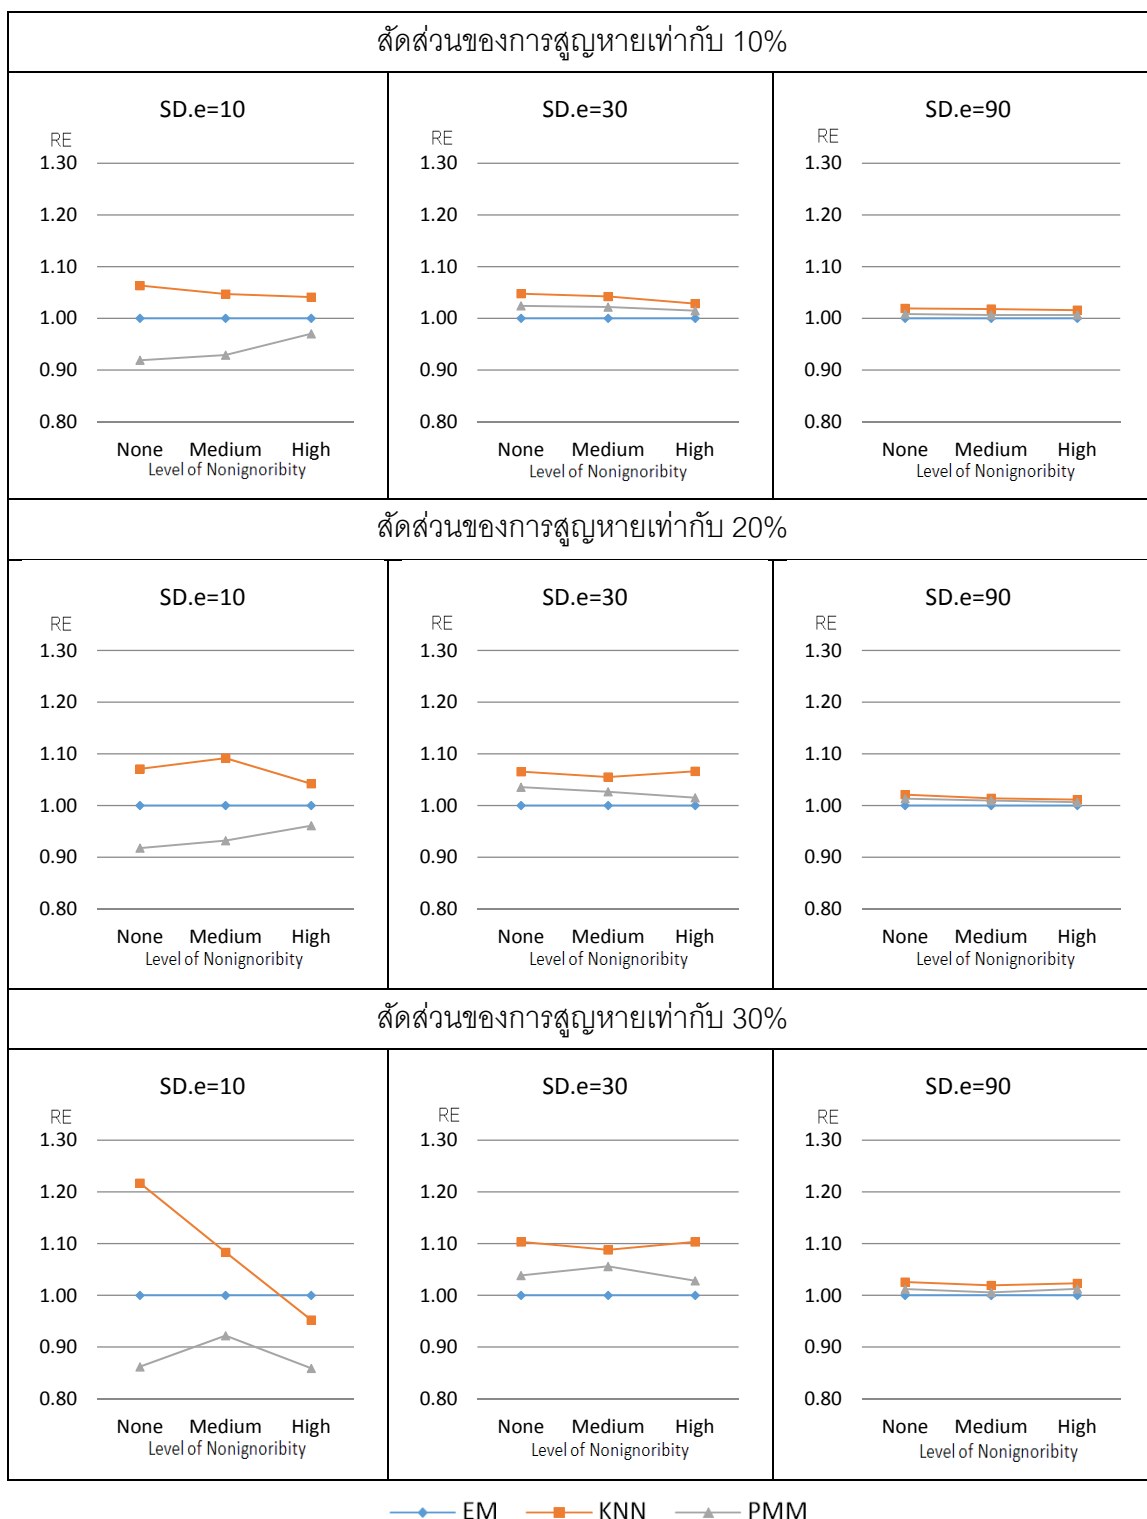 สัดส่วนของการสูญหายเท่ากับ 10%
SD.e=10
RE
1.30
1.20
1.10
1.00
0.90
0.80
None Medium High
Level of Nonignoribity
SD.e=30
RE
1.30
1.20
1.10
1.00
0.90
0.80
None Medium High
Level of Nonignoribity
SD.e=90
RE
1.30
1.20
1.10
1.00
0.90
0.80
None Medium High
Level of Nonignoribity
สัดส่วนของการสูญหายเท่ากับ 20%
SD.e=10
RE
1.30
1.20
1.10
1.00
0.90
0.80
None Medium High
Level of Nonignoribity
SD.e=30
RE
1.30
1.20
1.10
1.00
0.90
0.80
None Medium High
Level of Nonignoribity
SD.e=90
RE
1.30
1.20
1.10
1.00
0.90
0.80
None Medium High
Level of Nonignoribity
สัดส่วนของการสูญหายเท่ากับ 30%
SD.e=10
RE
1.30
1.20
1.10
1.00
0.90
0.80
None Medium High
Level of Nonignoribity
SD.e=30
RE
1.30
1.20
1.10
1.00
0.90
0.80
None Medium High
Level of Nonignoribity
SD.e=90
RE
1.30
1.20
1.10
1.00
0.90
0.80
None Medium High
Level of Nonignoribity
EM KNN PMM